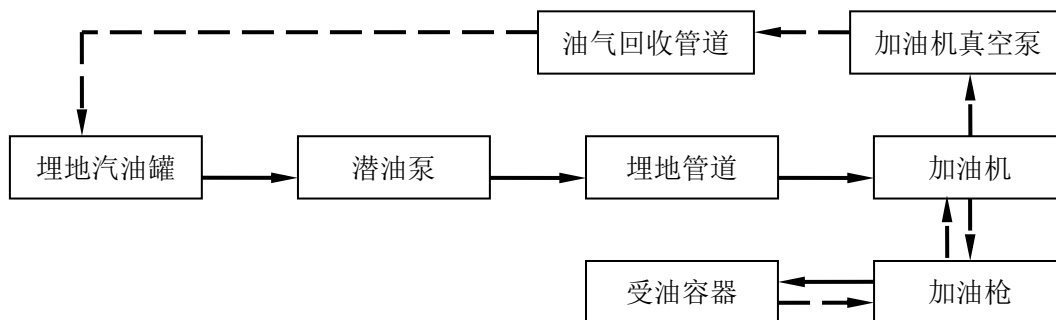 油气回收管道
加油机真空泵
埋地汽油罐
潜油泵
埋地管道
加油机
受油容器
加油枪